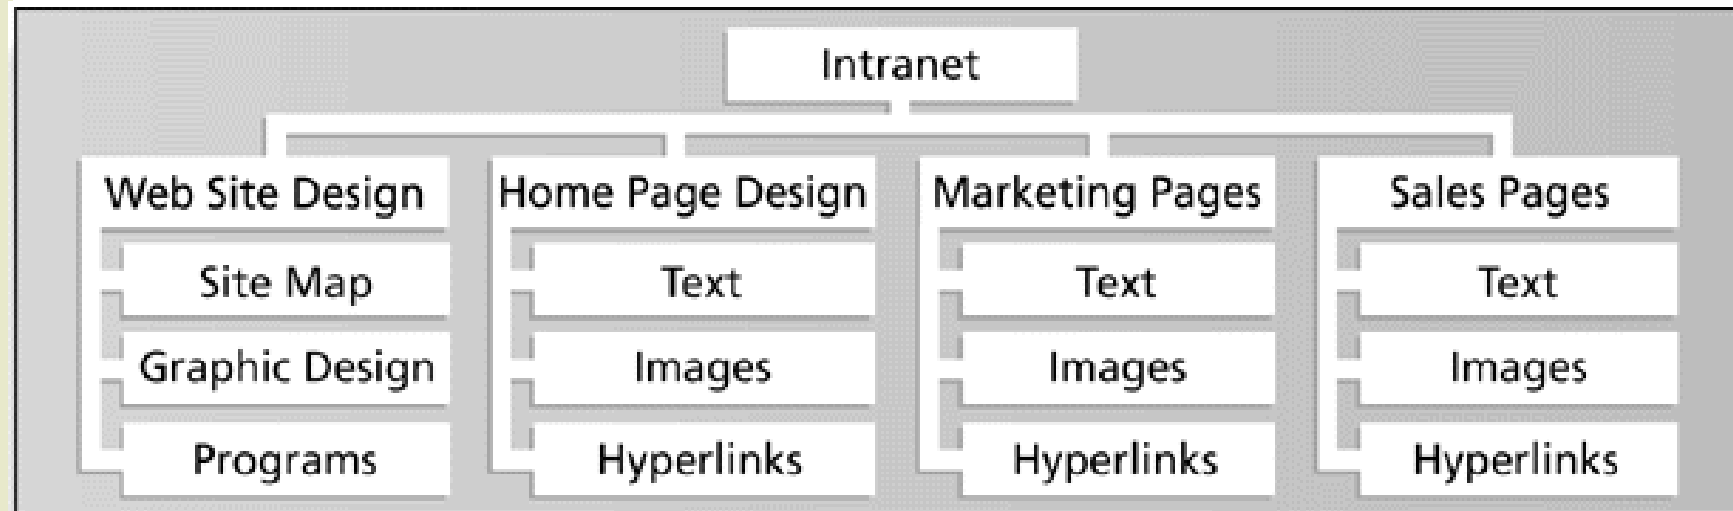 Intranet
Web Site Design
Home Page Design
Marketing Pages
Sales Pages
Site Map
Text
Text
Text
Graphic Design
Images
Images
Images
Programs
Hyperlinks
Hyperlinks
Hyperlinks